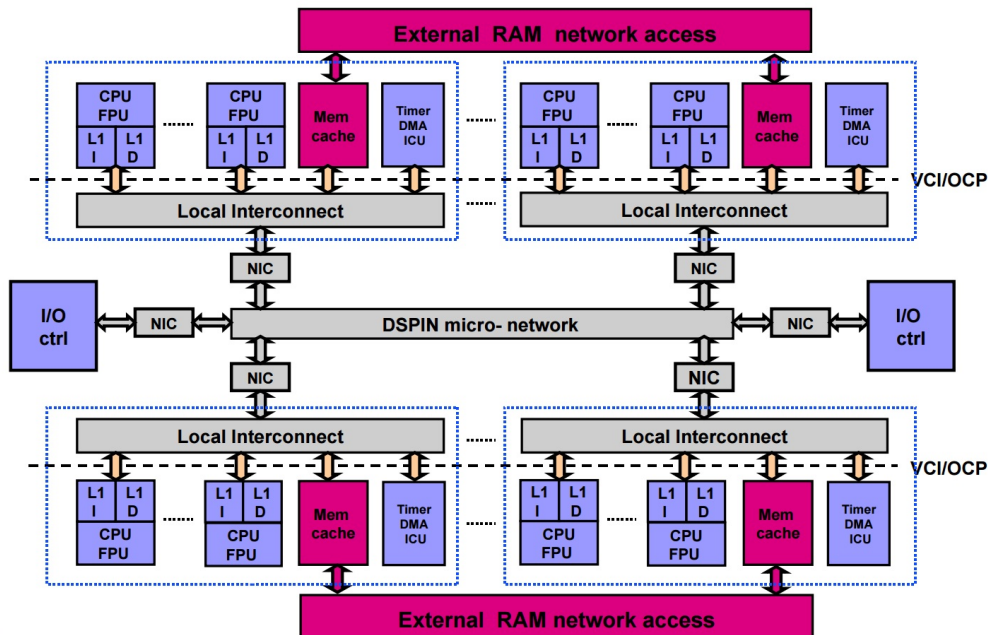 External RAM network access
CPU
FPU
L1
I
L1
D
CPU
FPU
L1
I
L1
D
Mem
cache
Timer
DMA
ICU
CPU
FPU
L1
I
L1
D
CPU
FPU
L1
I
L1
D
Mem
cache
Timer
DMA
ICU
VCI/OCP
Local Interconnect
Local Interconnect
NIC
NIC
I/O
ctrl
NIC
DSPIN micro- network
NIC
I/O
ctrl
NIC
NIC
Local Interconnect
Local Interconnect
VCI/OCP
L1
I
L1
D
CPU
FPU
L1
I
L1
D
CPU
FPU
Mem
cache
Timer
DMA
ICU
L1
I
L1
D
CPU
FPU
L1
I
L1
D
CPU
FPU
Mem
cache
Timer
DMA
ICU
External RAM network access